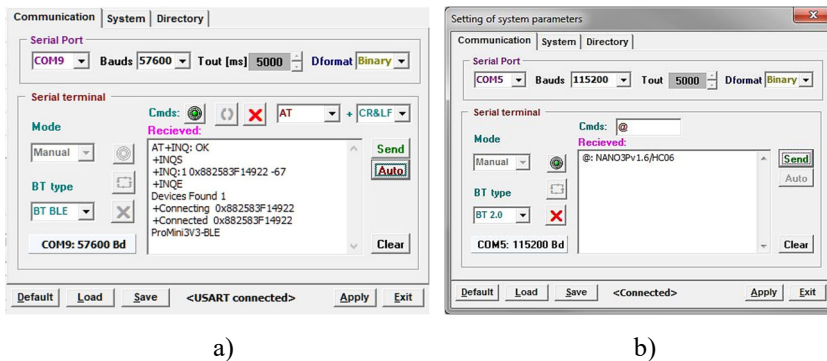 Communication System Directory
Serial Port
COM9 Bauds 57600 Tout [ms] 5000 Dformat Binary
Serial terminal
Cmds: AT + CR&LF
Mode
Recieved:
Manual
AT+INQ: OK
+INQS
+INQ:1 0x882583F14922 -67
+INQE
Devices Found 1
+Connecting 0x882583F14922
+Connected 0x882583F14922
ProMini3V3-BLE
Send
Auto
BT type
BT BLE
COM9: 57600 Bd
Clear
Default Load Save <USART connected> Apply Exit
a)
Setting of system parameters
Communication System Directory
Serial Port
COM5 Bauds 115200 Tout 5000 Dformat Binary
Serial terminal
Cmds: @
Mode
Recieved:
Manual
@: NANO3Pv1.6/HC06
Send
Auto
BT type
BT 2.0
COM5: 115200 Bd
Clear
Default Load Save <Connected> Apply Exit
b)